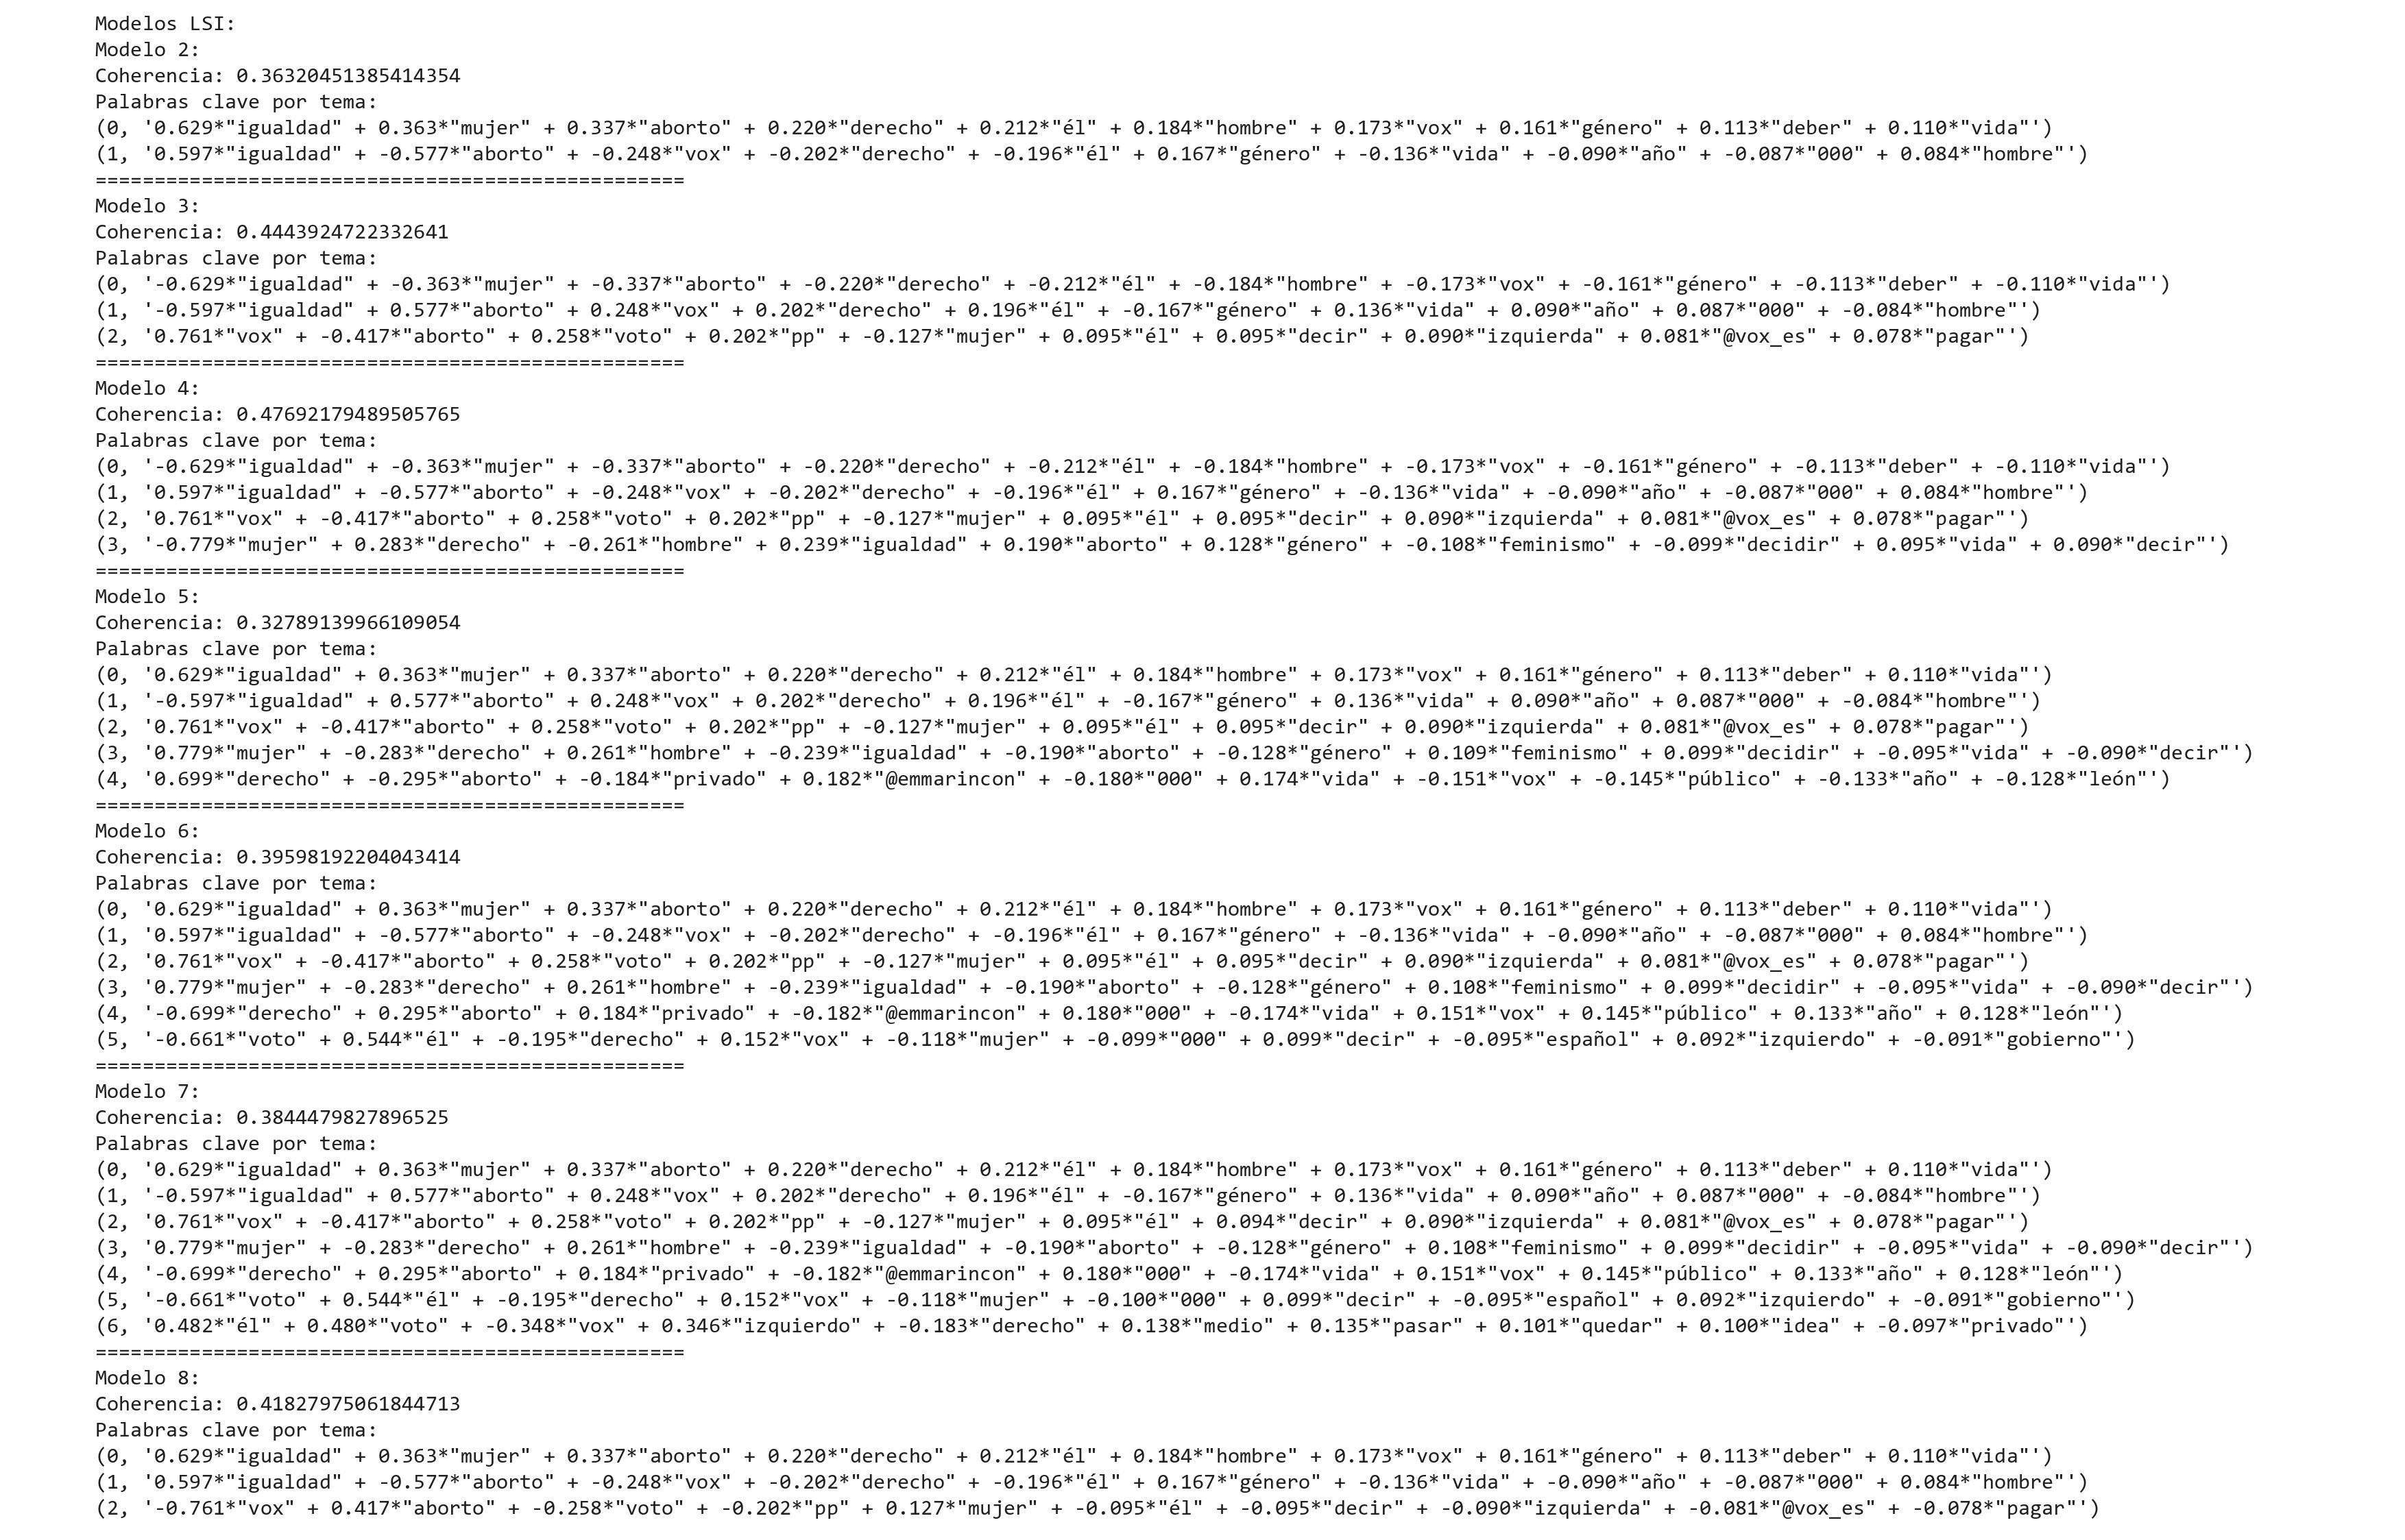 Modelos LSI:
Modelo 2:
Coherencia: 0.36320451385414354
Palabras clave por tema:
(0, '0.629*"igualdad" + 0.363*"mujer" + 0.337*"aborto" + 0.220*"derecho" + 0.212*"él" + 0.184*"hombre" + 0.173*"vox" + 0.161*"género" + 0.113*"deber" + 0.110*"vida"')
(1, '0.597*"igualdad" + -0.577*"aborto" + -0.248*"vox" + -0.202*"derecho" + -0.196*"él" + 0.167*"género" + -0.136*"vida" + -0.090*"año" + -0.087*"000" + 0.084*"hombre"')
=================================================
Modelo 3:
Coherencia: 0.4443924722332641
Palabras clave por tema:
(0, '-0.629*"igualdad" + -0.363*"mujer" + -0.337*"aborto" + -0.220*"derecho" + -0.212*"él" + -0.184*"hombre" + -0.173*"vox" + -0.161*"género" + -0.113*"deber" + -0.110*"vida"')
(1, '-0.597*"igualdad" + 0.577*"aborto" + 0.248*"vox" + 0.202*"derecho" + 0.196*"él" + -0.167*"género" + 0.136*"vida" + 0.090*"año" + 0.087*"000" + -0.084*"hombre"')
(2, '0.761*"vox" + -0.417*"aborto" + 0.258*"voto" + 0.202*"pp" + -0.127*"mujer" + 0.095*"él" + 0.095*"decir" + 0.090*"izquierda" + 0.081*"@vox_es" + 0.078*"pagar"')
=================================================
Modelo 4:
Coherencia: 0.47692179489505765
Palabras clave por tema:
(0, '-0.629*"igualdad" + -0.363*"mujer" + -0.337*"aborto" + -0.220*"derecho" + -0.212*"él" + -0.184*"hombre" + -0.173*"vox" + -0.161*"género" + -0.113*"deber" + -0.110*"vida"')
(1, '0.597*"igualdad" + -0.577*"aborto" + -0.248*"vox" + -0.202*"derecho" + -0.196*"él" + 0.167*"género" + -0.136*"vida" + -0.090*"año" + -0.087*"000" + 0.084*"hombre"')
(2, '0.761*"vox" + -0.417*"aborto" + 0.258*"voto" + 0.202*"pp" + -0.127*"mujer" + 0.095*"él" + 0.095*"decir" + 0.090*"izquierda" + 0.081*"@vox_es" + 0.078*"pagar"')
(3, '-0.779*"mujer" + 0.283*"derecho" + -0.261*"hombre" + 0.239*"igualdad" + 0.190*"aborto" + 0.128*"género" + -0.108*"feminismo" + -0.099*"decidir" + 0.095*"vida" + 0.090*"decir"')
=================================================
Modelo 5:
Coherencia: 0.32789139966109054
Palabras clave por tema:
(0, '0.629*"igualdad" + 0.363*"mujer" + 0.337*"aborto" + 0.220*"derecho" + 0.212*"él" + 0.184*"hombre" + 0.173*"vox" + 0.161*"género" + 0.113*"deber" + 0.110*"vida"')
(1, '-0.597*"igualdad" + 0.577*"aborto" + 0.248*"vox" + 0.202*"derecho" + 0.196*"él" + -0.167*"género" + 0.136*"vida" + 0.090*"año" + 0.087*"000" + -0.084*"hombre"')
(2, '0.761*"vox" + -0.417*"aborto" + 0.258*"voto" + 0.202*"pp" + -0.127*"mujer" + 0.095*"él" + 0.095*"decir" + 0.090*"izquierda" + 0.081*"@vox_es" + 0.078*"pagar"')
(3, '0.779*"mujer" + -0.283*"derecho" + 0.261*"hombre" + -0.239*"igualdad" + -0.190*"aborto" + -0.128*"género" + 0.109*"feminismo" + 0.099*"decidir" + -0.095*"vida" + -0.090*"decir"')
(4, '0.699*"derecho" + -0.295*"aborto" + -0.184*"privado" + 0.182*"@emmarincon" + -0.180*"000" + 0.174*"vida" + -0.151*"vox" + -0.145*"público" + -0.133*"año" + -0.128*"león"')
=================================================
Modelo 6:
Coherencia: 0.39598192204043414
Palabras clave por tema:
(0, '0.629*"igualdad" + 0.363*"mujer" + 0.337*"aborto" + 0.220*"derecho" + 0.212*"él" + 0.184*"hombre" + 0.173*"vox" + 0.161*"género" + 0.113*"deber" + 0.110*"vida"')
(1, '0.597*"igualdad" + -0.577*"aborto" + -0.248*"vox" + -0.202*"derecho" + -0.196*"él" + 0.167*"género" + -0.136*"vida" + -0.090*"año" + -0.087*"000" + 0.084*"hombre"')
(2, '0.761*"vox" + -0.417*"aborto" + 0.258*"voto" + 0.202*"pp" + -0.127*"mujer" + 0.095*"él" + 0.095*"decir" + 0.090*"izquierda" + 0.081*"@vox_es" + 0.078*"pagar"')
(3, '0.779*"mujer" + -0.283*"derecho" + 0.261*"hombre" + -0.239*"igualdad" + -0.190*"aborto" + -0.128*"género" + 0.108*"feminismo" + 0.099*"decidir" + -0.095*"vida" + -0.090*"decir"')
(4, '-0.699*"derecho" + 0.295*"aborto" + 0.184*"privado" + -0.182*"@emmarincon" + 0.180*"000" + -0.174*"vida" + 0.151*"vox" + 0.145*"público" + 0.133*"año" + 0.128*"león"')
(5, '-0.661*"voto" + 0.544*"él" + -0.195*"derecho" + 0.152*"vox" + -0.118*"mujer" + -0.099*"000" + 0.099*"decir" + -0.095*"español" + 0.092*"izquierdo" + -0.091*"gobierno"')
=================================================
Modelo 7:
Coherencia: 0.3844479827896525
Palabras clave por tema:
(0, '0.629*"igualdad" + 0.363*"mujer" + 0.337*"aborto" + 0.220*"derecho" + 0.212*"él" + 0.184*"hombre" + 0.173*"vox" + 0.161*"género" + 0.113*"deber" + 0.110*"vida"')
(1, '-0.597*"igualdad" + 0.577*"aborto" + 0.248*"vox" + 0.202*"derecho" + 0.196*"él" + -0.167*"género" + 0.136*"vida" + 0.090*"año" + 0.087*"000" + -0.084*"hombre"')
(2, '0.761*"vox" + -0.417*"aborto" + 0.258*"voto" + 0.202*"pp" + -0.127*"mujer" + 0.095*"él" + 0.094*"decir" + 0.090*"izquierda" + 0.081*"@vox_es" + 0.078*"pagar"')
(3, '0.779*"mujer" + -0.283*"derecho" + 0.261*"hombre" + -0.239*"igualdad" + -0.190*"aborto" + -0.128*"género" + 0.108*"feminismo" + 0.099*"decidir" + -0.095*"vida" + -0.090*"decir"')
(4, '-0.699*"derecho" + 0.295*"aborto" + 0.184*"privado" + -0.182*"@emmarincon" + 0.180*"000" + -0.174*"vida" + 0.151*"vox" + 0.145*"público" + 0.133*"año" + 0.128*"león"')
(5, '-0.661*"voto" + 0.544*"él" + -0.195*"derecho" + 0.152*"vox" + -0.118*"mujer" + -0.100*"000" + 0.099*"decir" + -0.095*"español" + 0.092*"izquierdo" + -0.091*"gobierno"')
(6, '0.482*"él" + 0.480*"voto" + -0.348*"vox" + 0.346*"izquierdo" + -0.183*"derecho" + 0.138*"medio" + 0.135*"pasar" + 0.101*"quedar" + 0.100*"idea" + -0.097*"privado"')
=================================================
Modelo 8:
Coherencia: 0.41827975061844713
Palabras clave por tema:
(0, '0.629*"igualdad" + 0.363*"mujer" + 0.337*"aborto" + 0.220*"derecho" + 0.212*"él" + 0.184*"hombre" + 0.173*"vox" + 0.161*"género" + 0.113*"deber" + 0.110*"vida"')
(1, '0.597*"igualdad" + -0.577*"aborto" + -0.248*"vox" + -0.202*"derecho" + -0.196*"él" + 0.167*"género" + -0.136*"vida" + -0.090*"año" + -0.087*"000" + 0.084*"hombre"')
(2, '-0.761*"vox" + 0.417*"aborto" + -0.258*"voto" + -0.202*"pp" + 0.127*"mujer" + -0.095*"él" + -0.095*"decir" + -0.090*"izquierda" + -0.081*"@vox_es" + -0.078*"pagar"')